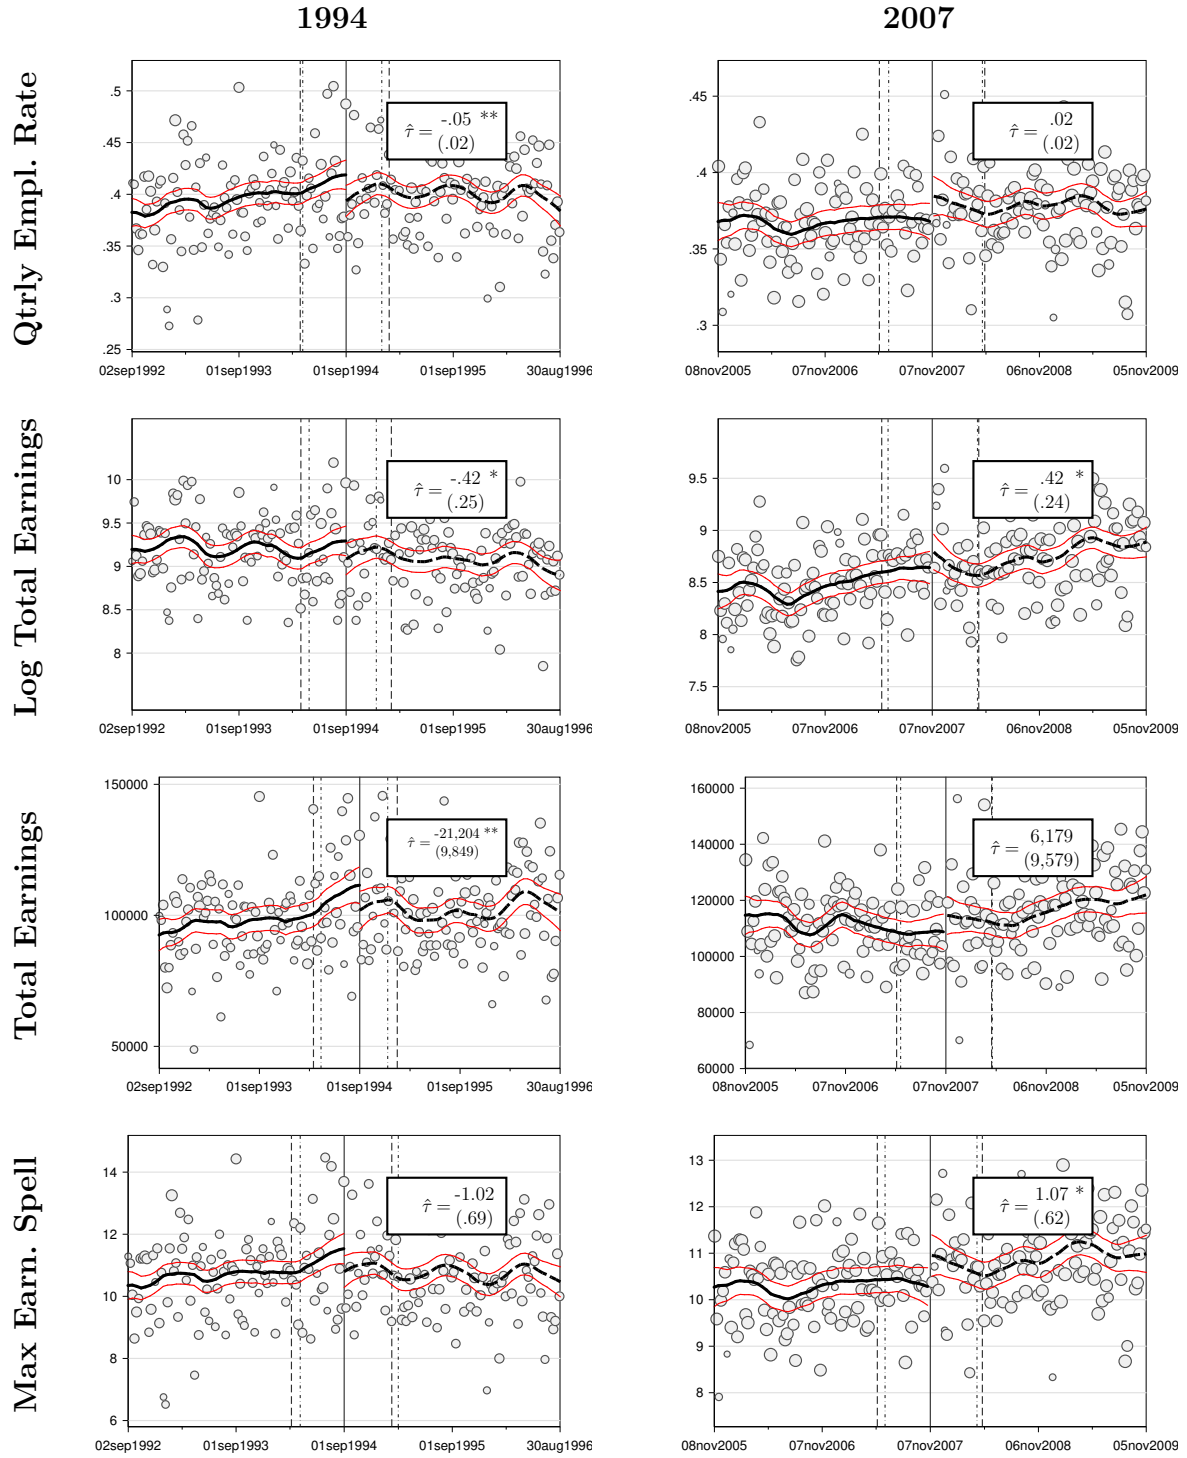 1994
2007
Qtrly Empl. Rate
.5
.45
.4
.35
.3
.25
-.05 **
τ̂ =
(.02)
02sep1992 01sep1993 01sep1994 01sep1995 30aug1996
.45
.4
.35
.3
.02
τ̂ =
(.02)
08nov2005 07nov2006 07nov2007 06nov2008 05nov2009
Log Total Earnings
10
9.5
9
8.5
8
-.42 *
τ̂ =
(.25)
02sep1992 01sep1993 01sep1994 01sep1995 30aug1996
9.5
9
8.5
8
7.5
.42 *
τ̂ =
(.24)
08nov2005 07nov2006 07nov2007 06nov2008 05nov2009
Total Earnings
150000
100000
50000
-21,204 **
τ̂ =
(9,849)
02sep1992 01sep1993 01sep1994 01sep1995 30aug1996
160000
140000
120000
100000
80000
60000
6,179
τ̂ =
(9,579)
08nov2005 07nov2006 07nov2007 06nov2008 05nov2009
Max Earn. Spell
14
12
10
8
6
-1.02
τ̂ =
(.69)
02sep1992 01sep1993 01sep1994 01sep1995 30aug1996
13
12
11
10
9
8
1.07 *
τ̂ =
(.62)
08nov2005 07nov2006 07nov2007 06nov2008 05nov2009